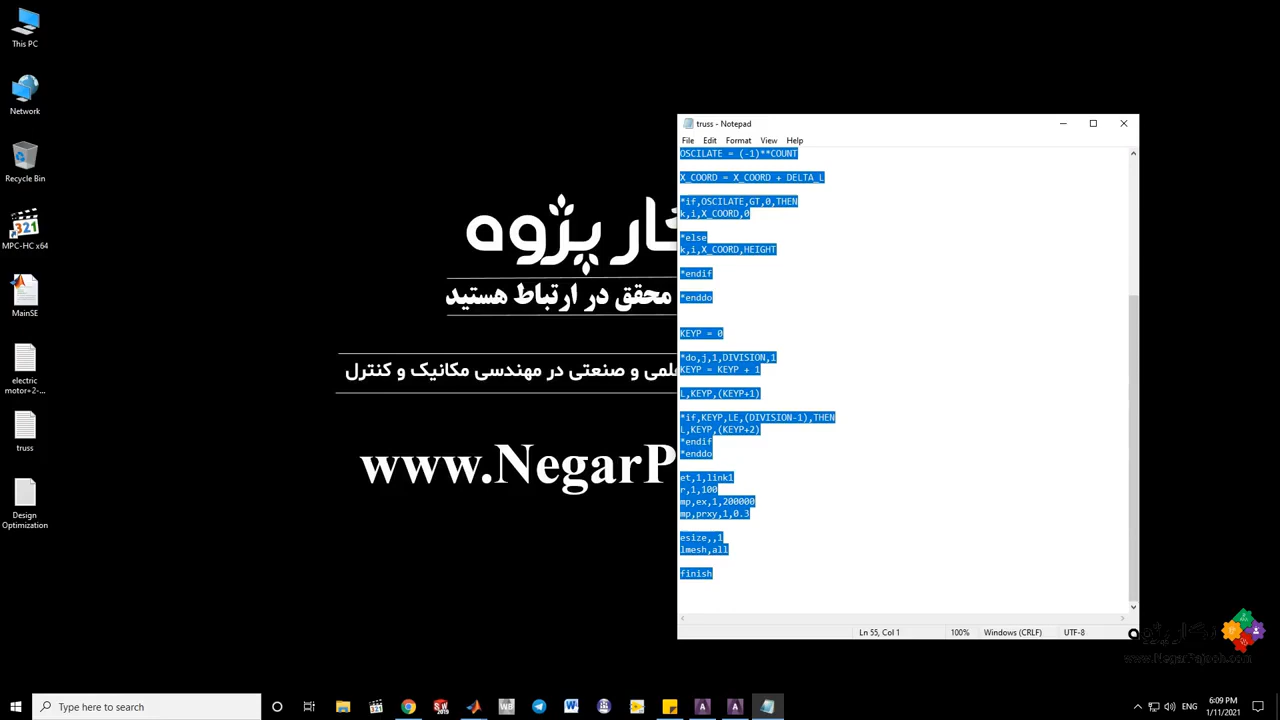 This PC
Network
Recycle Bin
MPC-HC x64
MainSE
electric
motor+2-...
truss
Design
Optimization
محقق در ارتباط هستید
علمی و صنعتی در مهندسی مکانیک و کنترل
www.NegarP
truss - Notepad
File Edit Format View Help
OSCILATE = (-1)**COUNT
X_COORD = X_COORD + DELTA_L
*if,OSCILATE,GT,0,THEN
k,i,X_COORD,0
*else
k,i,X_COORD,HEIGHT
*endif
*enddo
KEYP = 0
*do,j,1,DIVISION,1
KEYP = KEYP + 1
L,KEYP,(KEYP+1)
*if,KEYP,LE,(DIVISION-1),THEN
L,KEYP,(KEYP+2)
*endif
*enddo
et,1,link1
r,1,100
mp,ex,1,200000
mp,prxy,1,0.3
esize,,1
lmesh,all
finish
Ln 55, Col 1 100% Windows (CRLF) UTF-8
www.NegarPajooh.com
Type here to search
ENG
6:09 PM
1/11/2021